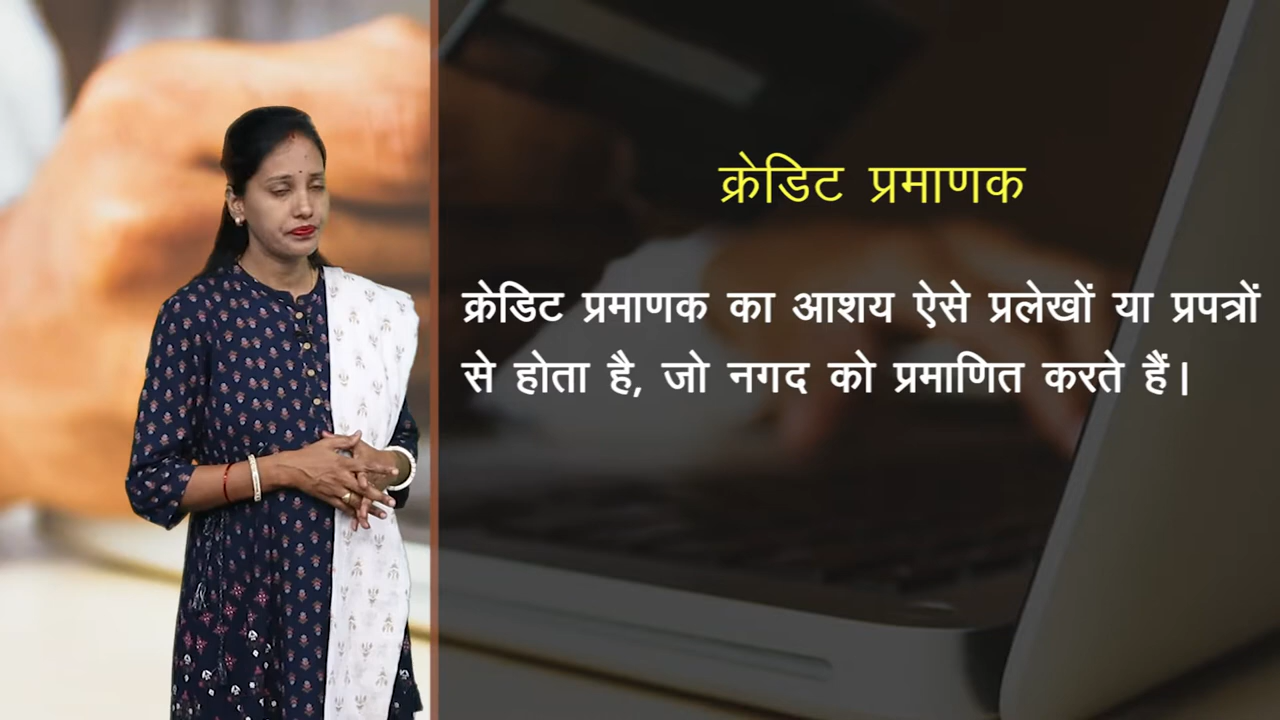 क्रेडिट प्रमाणक
क्रेडिट प्रमाणक का आशय ऐसे प्रलेखों या प्रपत्रों
से होता है, जो नगद को प्रमाणित करते हैं।